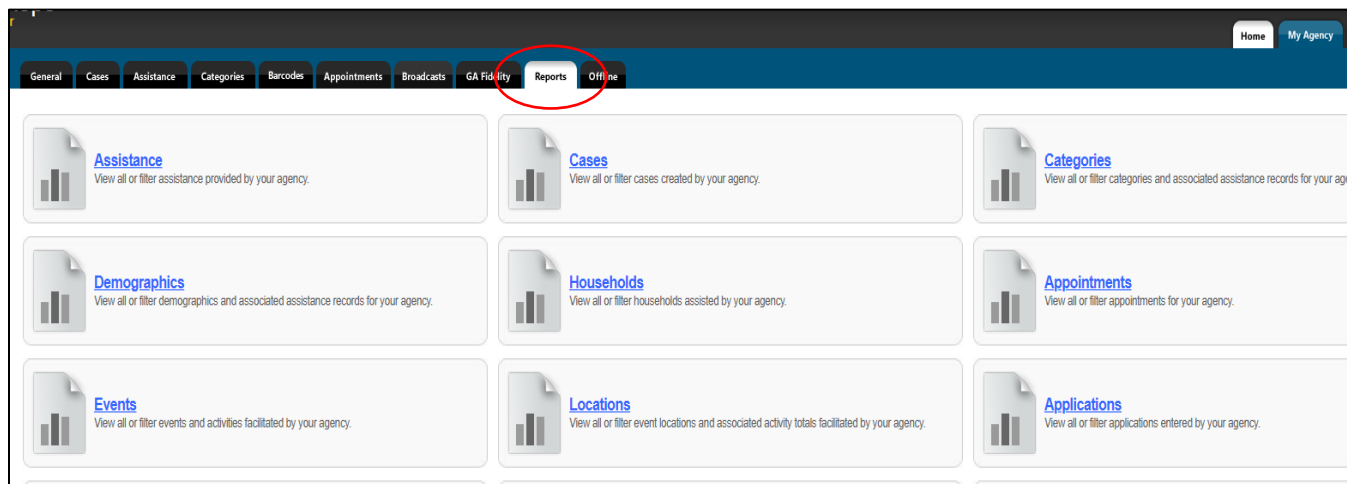 Home My Agency
General Cases Assistance Categories Barcodes Appointments Broadcasts GA Fidelity Reports Offline
Assistance
View all or filter assistance provided by your agency.
Cases
View all or filter cases created by your agency.
Categories
View all or filter categories and associated assistance records for your
Demographics
View all or filter demographics and associated assistance records for your agency.
Households
View all or filter households assisted by your agency.
Appointments
View all or filter appointments for your agency.
Events
View all or filter events and activities facilitated by your agency.
Locations
View all or filter event locations and associated activity totals facilitated by your agency.
Applications
View all or filter applications entered by your agency.